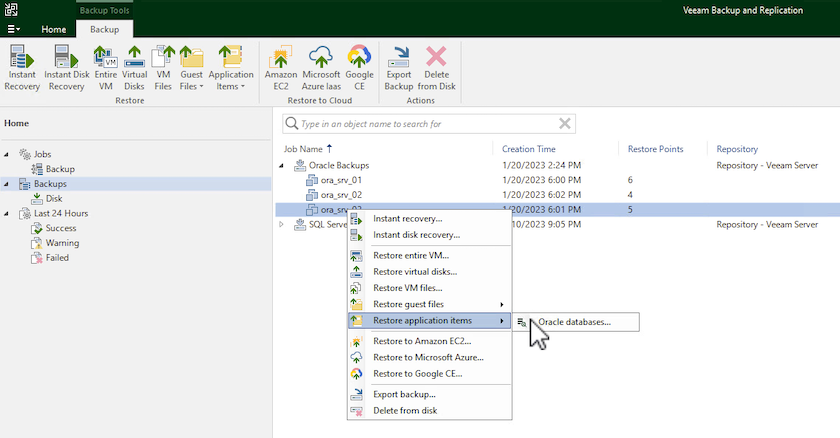 Backup Tools
Veeam Backup and Replication
Home Backup
Instant Recovery
Instant Disk Recovery
Entire VM
Virtual Disks
VM Files
Guest Files
Application Items
Amazon EC2
Microsoft Azure Iaas
Google CE
Export Backup
Delete from Disk
Restore
Restore to Cloud
Actions
Home
Jobs
Backup
Backups
Disk
Last 24 Hours
Success
Warning
Failed
Type in an object name to search for
Job Name Creation Time Restore Points Repository
Oracle Backups 1/20/2023 2:24 PM Repository - Veeam Server
ora_srv_01 1/20/2023 6:00 PM 6
ora_srv_02 1/20/2023 6:02 PM 4
1/20/2023 6:01 PM 5
SQL Serve /10/2023 9:05 PM Repository - Veeam Server
Instant recovery...
Instant disk recovery...
Restore entire VM...
Restore virtual disks...
Restore VM files...
Restore guest files
Restore application items
Oracle databases...
Restore to Amazon EC2...
Restore to Microsoft Azure...
Restore to Google CE...
Export backup...
Delete from disk